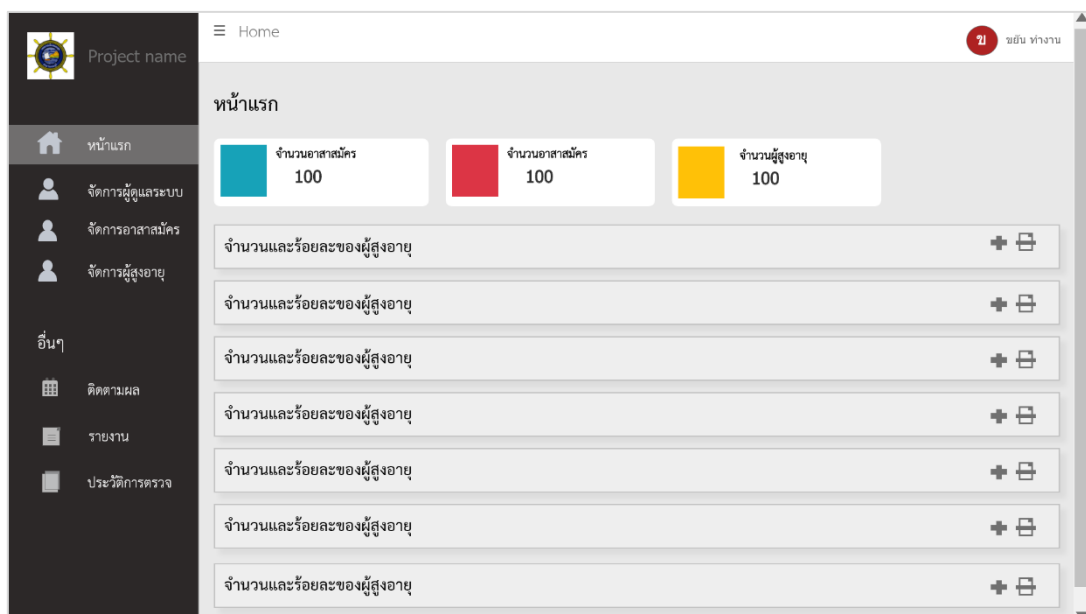 Project name
☰ Home
ข ขยัน ทำงาน
หน้าแรก
จัดการผู้ดูแลระบบ
จัดการอาสาสมัคร
จัดการผู้สูงอายุ
อื่นๆ
ติดตามผล
รายงาน
ประวัติการตรวจ
หน้าแรก
จำนวนอาสาสมัคร
100
จำนวนอาสาสมัคร
100
จำนวนผู้สูงอายุ
100
จำนวนและร้อยละของผู้สูงอายุ
จำนวนและร้อยละของผู้สูงอายุ
จำนวนและร้อยละของผู้สูงอายุ
จำนวนและร้อยละของผู้สูงอายุ
จำนวนและร้อยละของผู้สูงอายุ
จำนวนและร้อยละของผู้สูงอายุ
จำนวนและร้อยละของผู้สูงอายุ